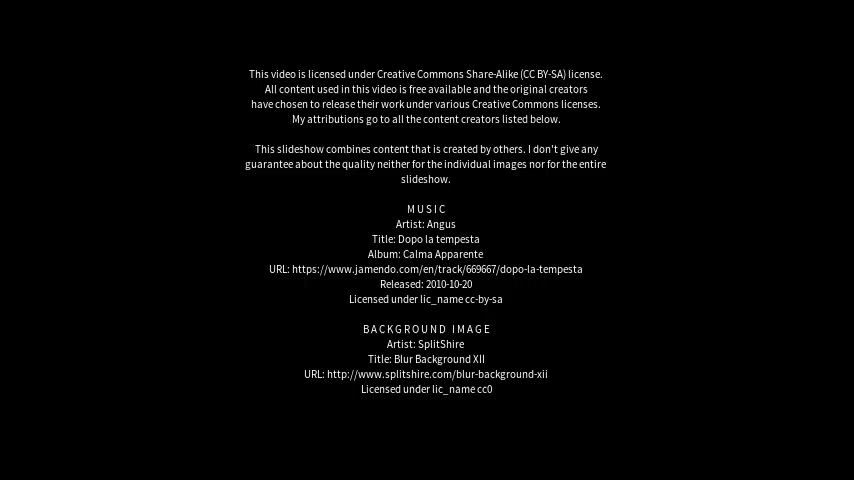 This video is licensed under Creative Commons Share-Alike (CC BY-SA) license.
All content used in this video is free available and the original creators
have chosen to release their work under various Creative Commons licenses.
My attributions go to all the content creators listed below.
This slideshow combines content that is created by others. I don't give any
guarantee about the quality neither for the individual images nor for the entire
slideshow.
MUSIC
Artist: Angus
Title: Dopo la tempesta
Album: Calma Apparente
URL: https://www.jamendo.com/en/track/669667/dopo-la-tempesta
Released: 2010-10-20
Licensed under lic_name cc-by-sa
BACKGROUND IMAGE
Artist: SplitShire
Title: Blur Background XII
URL: http://www.splitshire.com/blur-background-xii
Licensed under lic_name cc0